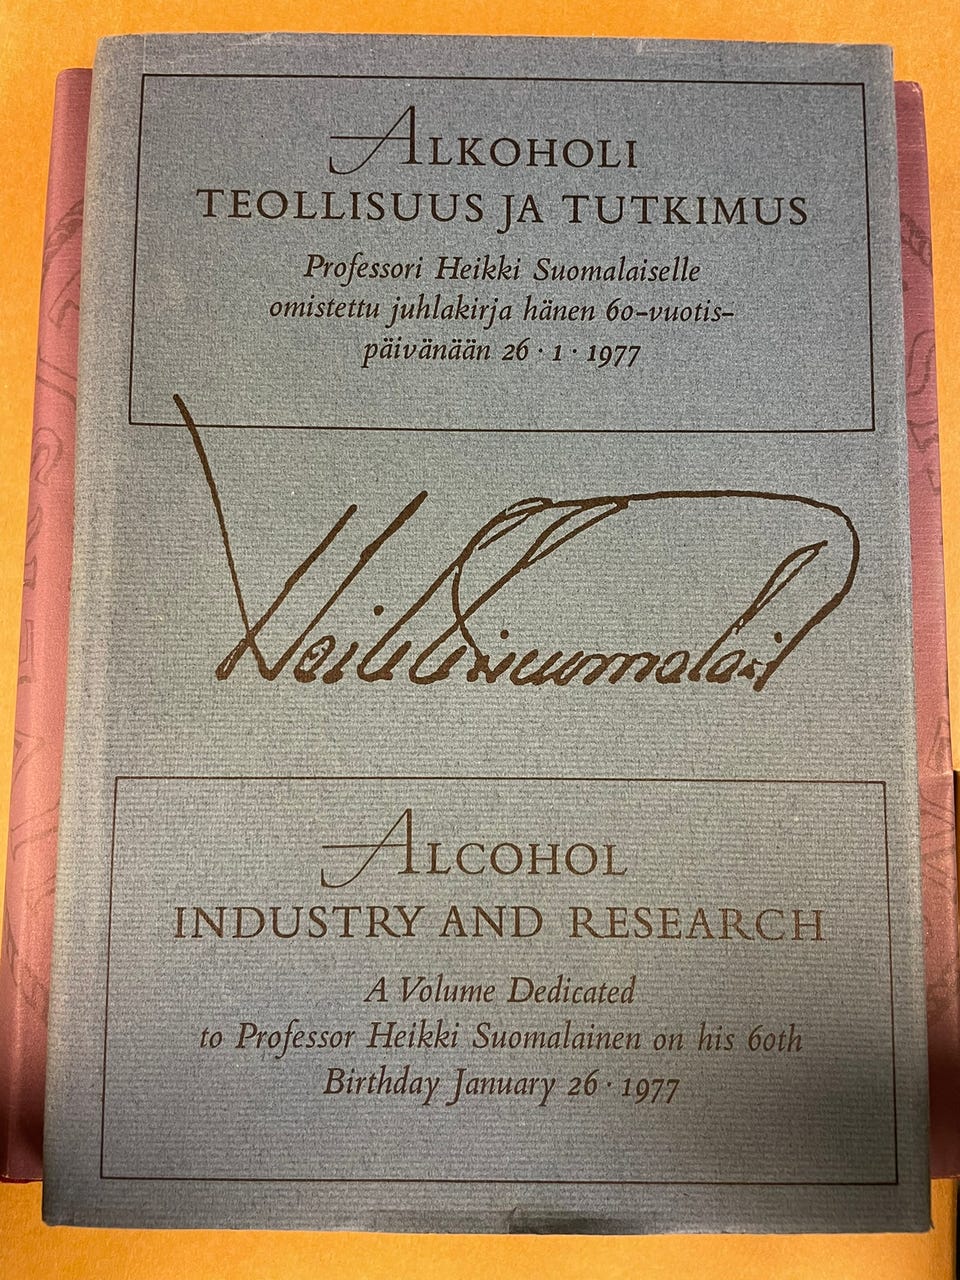 ALKOHOLI
TEOLLISUUS JA TUTKIMUS
Professori Heikki Suomalaiselle
omistettu juhlakirja hänen 60-vuotis-
päivänään 26 · 1 · 1977
Heikki Suomalain
ALCOHOL
INDUSTRY AND RESEARCH
A Volume Dedicated
to Professor Heikki Suomalainen on his 60th
Birthday January 26 · 1977